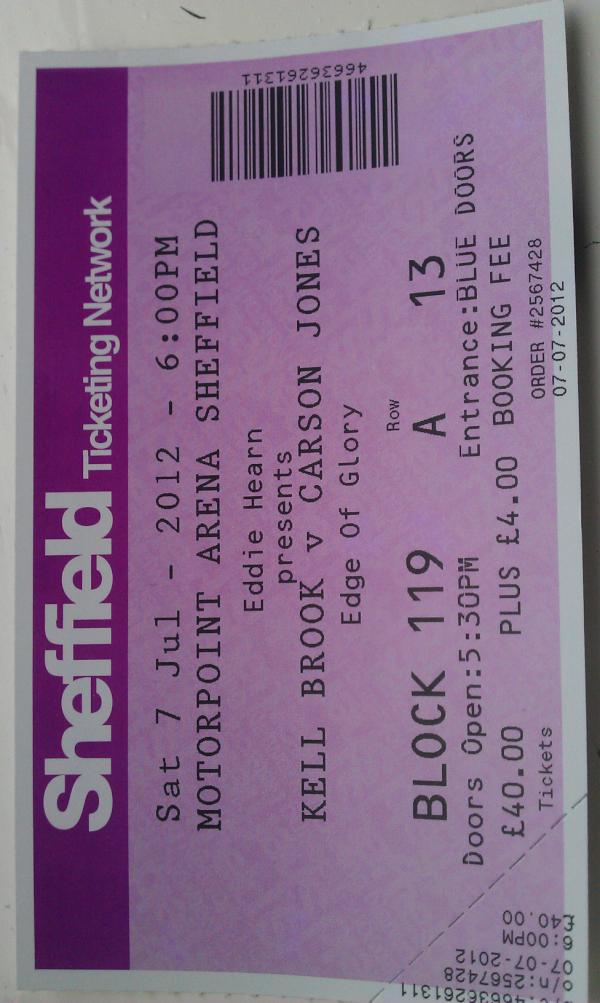 Sheffield Ticketing Network
46636261311
Sat 7 Jul - 2012 - 6:00PM
MOTORPOINT ARENA SHEFFIELD
Eddie Hearn
presents
KELL BROOK v CARSON JONES
Edge Of Glory
Row
BLOCK 119 A 13
Doors Open:5:30PM Entrance:BLUE DOORS
£40.00 PLUS £4.00 BOOKING FEE
Tickets ORDER #2567428
07-07-2012
46636261311
o/n:2567428
07-07-2012
6:00PM
£40.00